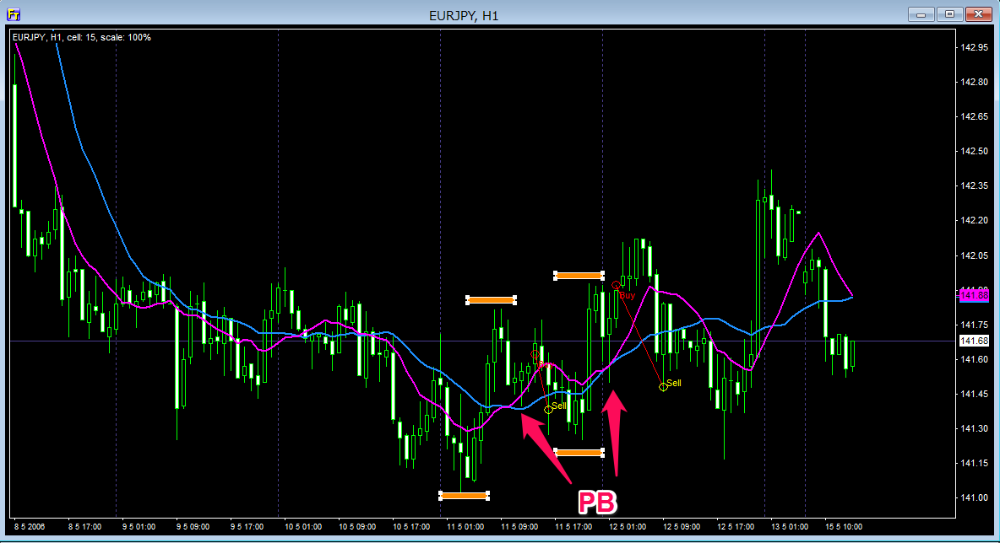 EURJPY, H1
EURJPY, H1, cell: 15, scale: 100%
142.95
142.80
142.65
142.50
142.35
142.20
142.05
141.88
141.75
141.68
141.60
141.45
141.30
141.15
141.00
Buy
Buy
Sell
Sell
PB
8 5 2006
8 5 17:00
9 5 01:00
9 5 09:00
9 5 17:00
10 5 01:00
10 5 09:00
10 5 17:00
11 5 01:00
11 5 09:00
11 5 17:00
12 5 01:00
12 5 09:00
12 5 17:00
13 5 01:00
15 5 10:00